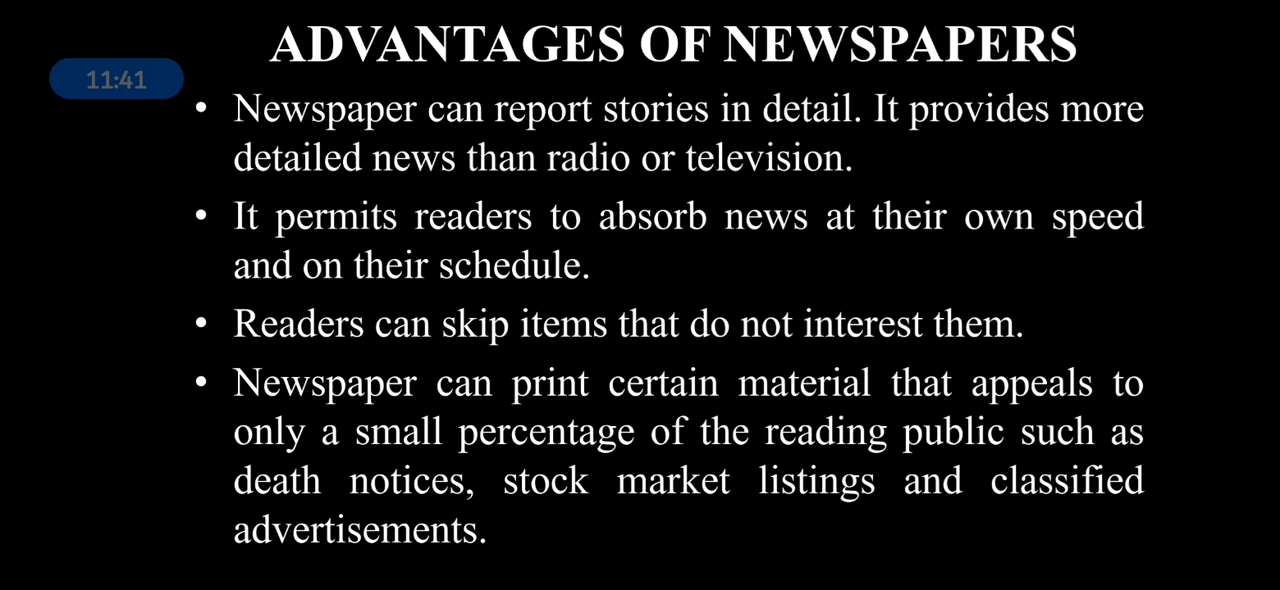 ADVANTAGES OF NEWSPAPERS
11:41
• Newspaper can report stories in detail. It provides more
detailed news than radio or television.
• It permits readers to absorb news at their own speed
and on their schedule.
• Readers can skip items that do not interest them.
• Newspaper can print certain material that appeals to
only a small percentage of the reading public such as
death notices, stock market listings and classified
advertisements.